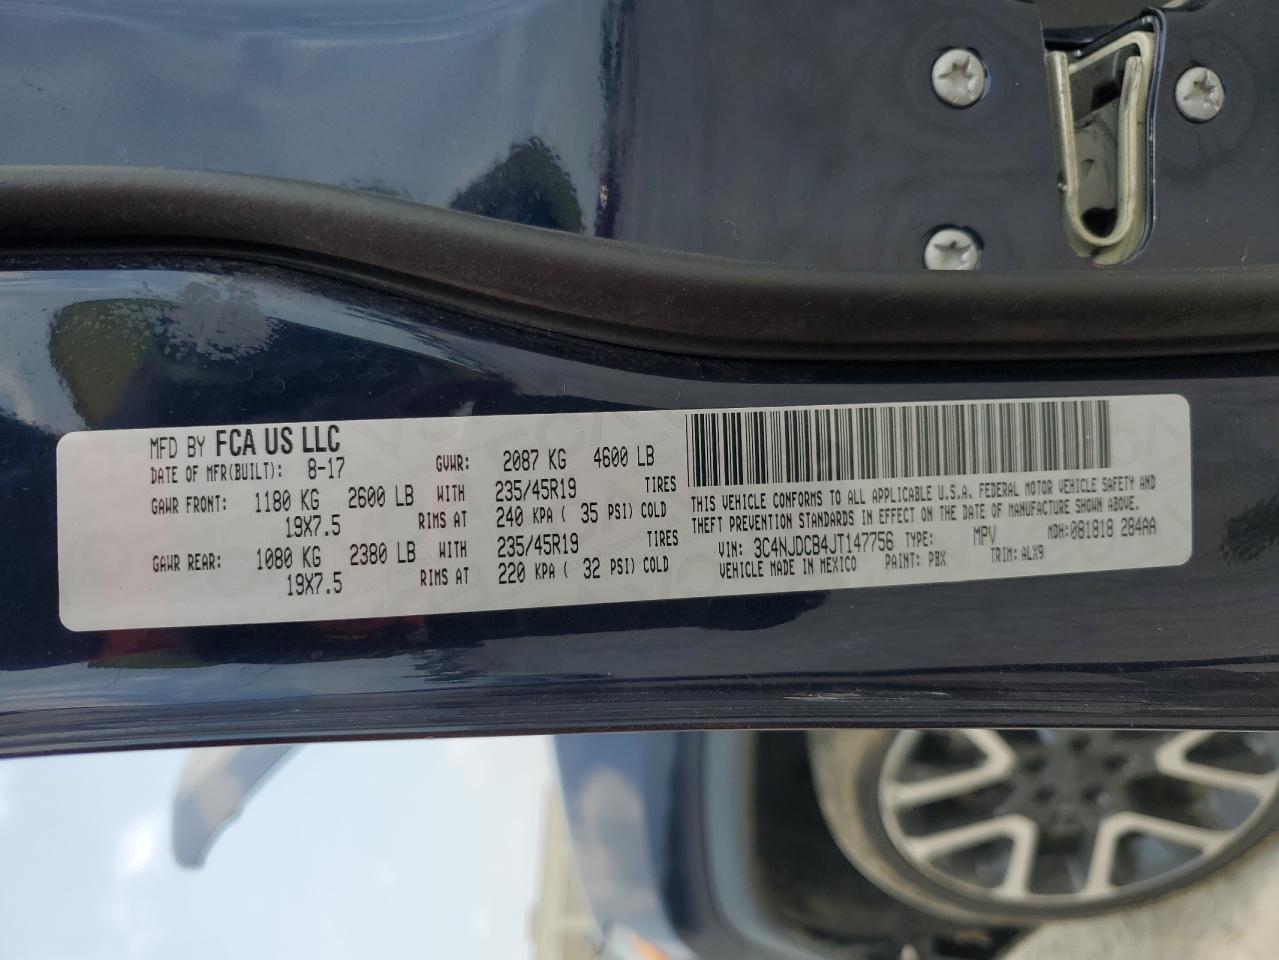 MFD BY FCA US LLC
DATE OF MFR(BUILT): 8-17 GVWR: 2087 KG 4600 LB
GAWR FRONT: 1180 KG 2600 LB WITH 235/45R19 TIRES
19X7.5 RIMS AT 240 KPA ( 35 PSI) COLD
GAWR REAR: 1080 KG 2380 LB WITH 235/45R19 TIRES
19X7.5 RIMS AT 220 KPA ( 32 PSI) COLD
THIS VEHICLE CONFORMS TO ALL APPLICABLE U.S.A. FEDERAL MOTOR VEHICLE SAFETY AND
THEFT PREVENTION STANDARDS IN EFFECT ON THE DATE OF MANUFACTURE SHOWN ABOVE.
VIN: 3C4NJDCB4JT147756 TYPE: MPV MDH:081818 284AA
VEHICLE MADE IN MEXICO PAINT: PBX TRIM: ALX9